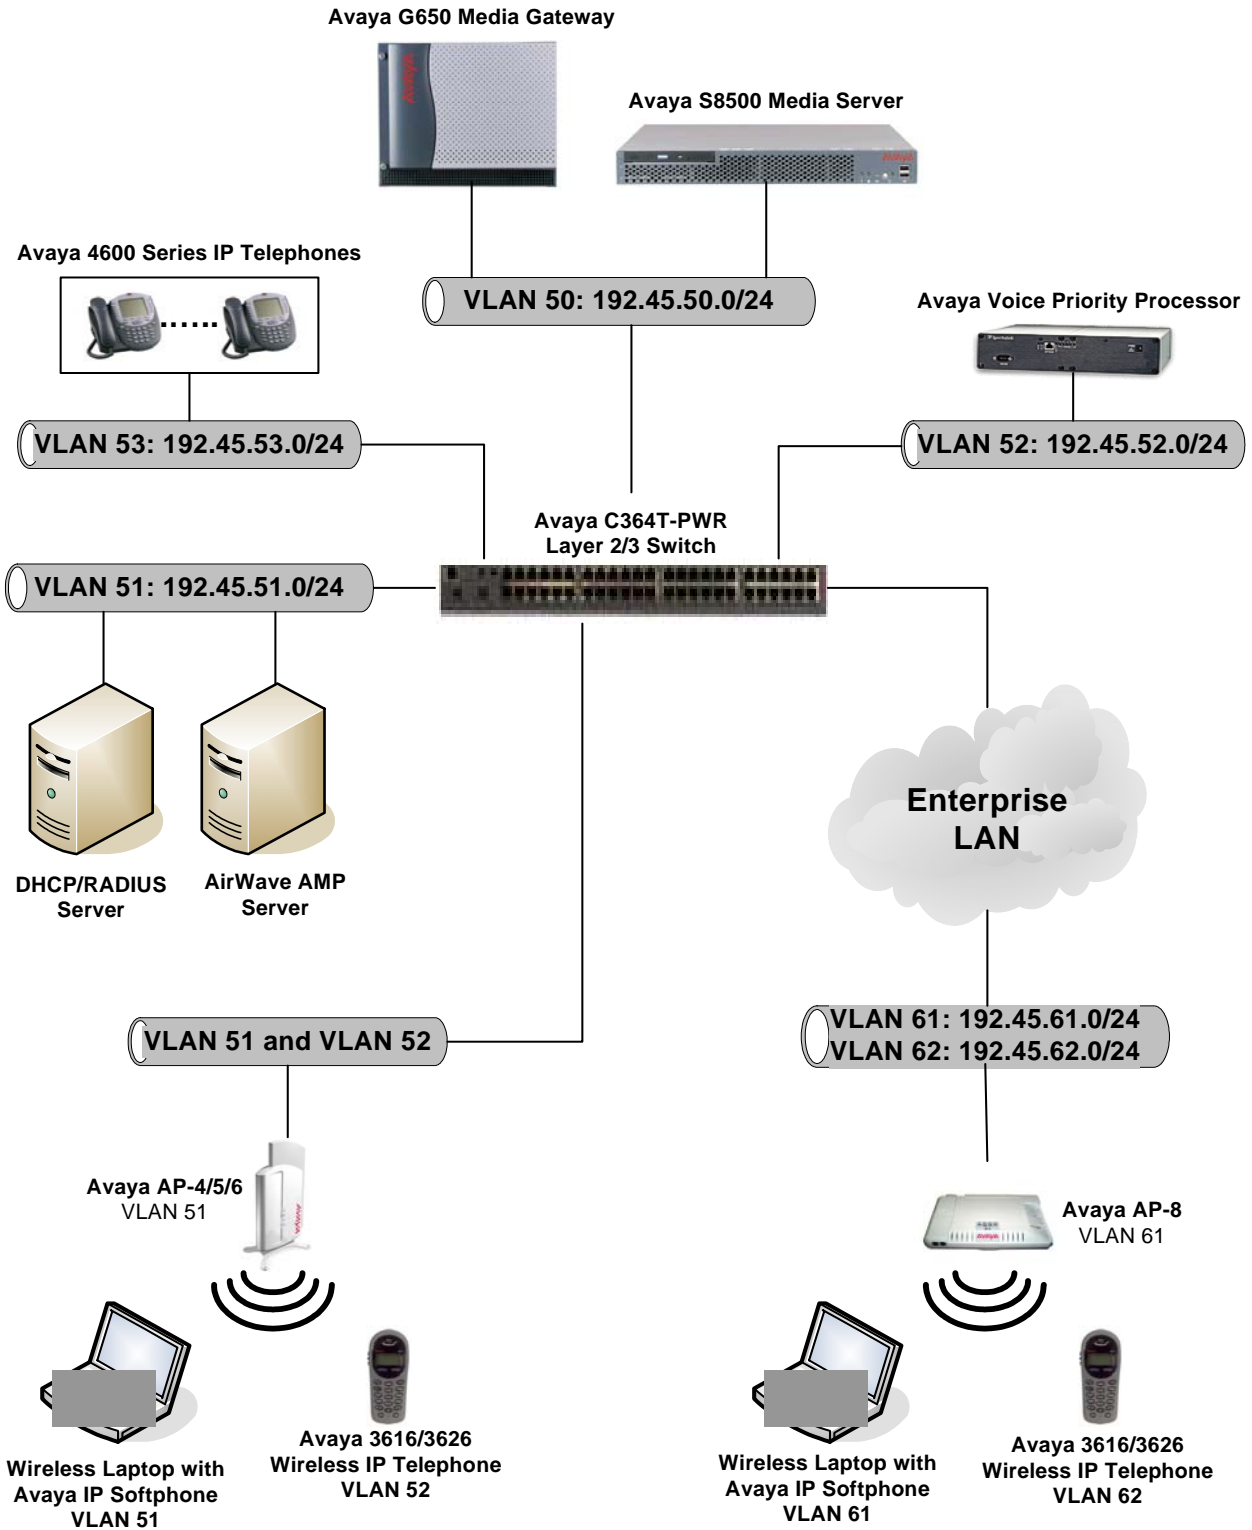 Avaya G650 Media Gateway
AVAYA
Avaya S8500 Media Server
AVAYA
Avaya 4600 Series IP Telephones
......
VLAN 50: 192.45.50.0/24
Avaya Voice Priority Processor
VLAN 53: 192.45.53.0/24
VLAN 52: 192.45.52.0/24
Avaya C364T-PWR
Layer 2/3 Switch
VLAN 51: 192.45.51.0/24
Enterprise
LAN
DHCP/RADIUS
Server
AirWave AMP
Server
VLAN 51 and VLAN 52
VLAN 61: 192.45.61.0/24
VLAN 62: 192.45.62.0/24
Avaya AP-4/5/6
VLAN 51
AVAYA
Avaya AP-8
VLAN 61
AVAYA
Avaya 3616/3626
Wireless IP Telephone
VLAN 52
Wireless Laptop with
Avaya IP Softphone
VLAN 51
Wireless Laptop with
Avaya IP Softphone
VLAN 61
Avaya 3616/3626
Wireless IP Telephone
VLAN 62